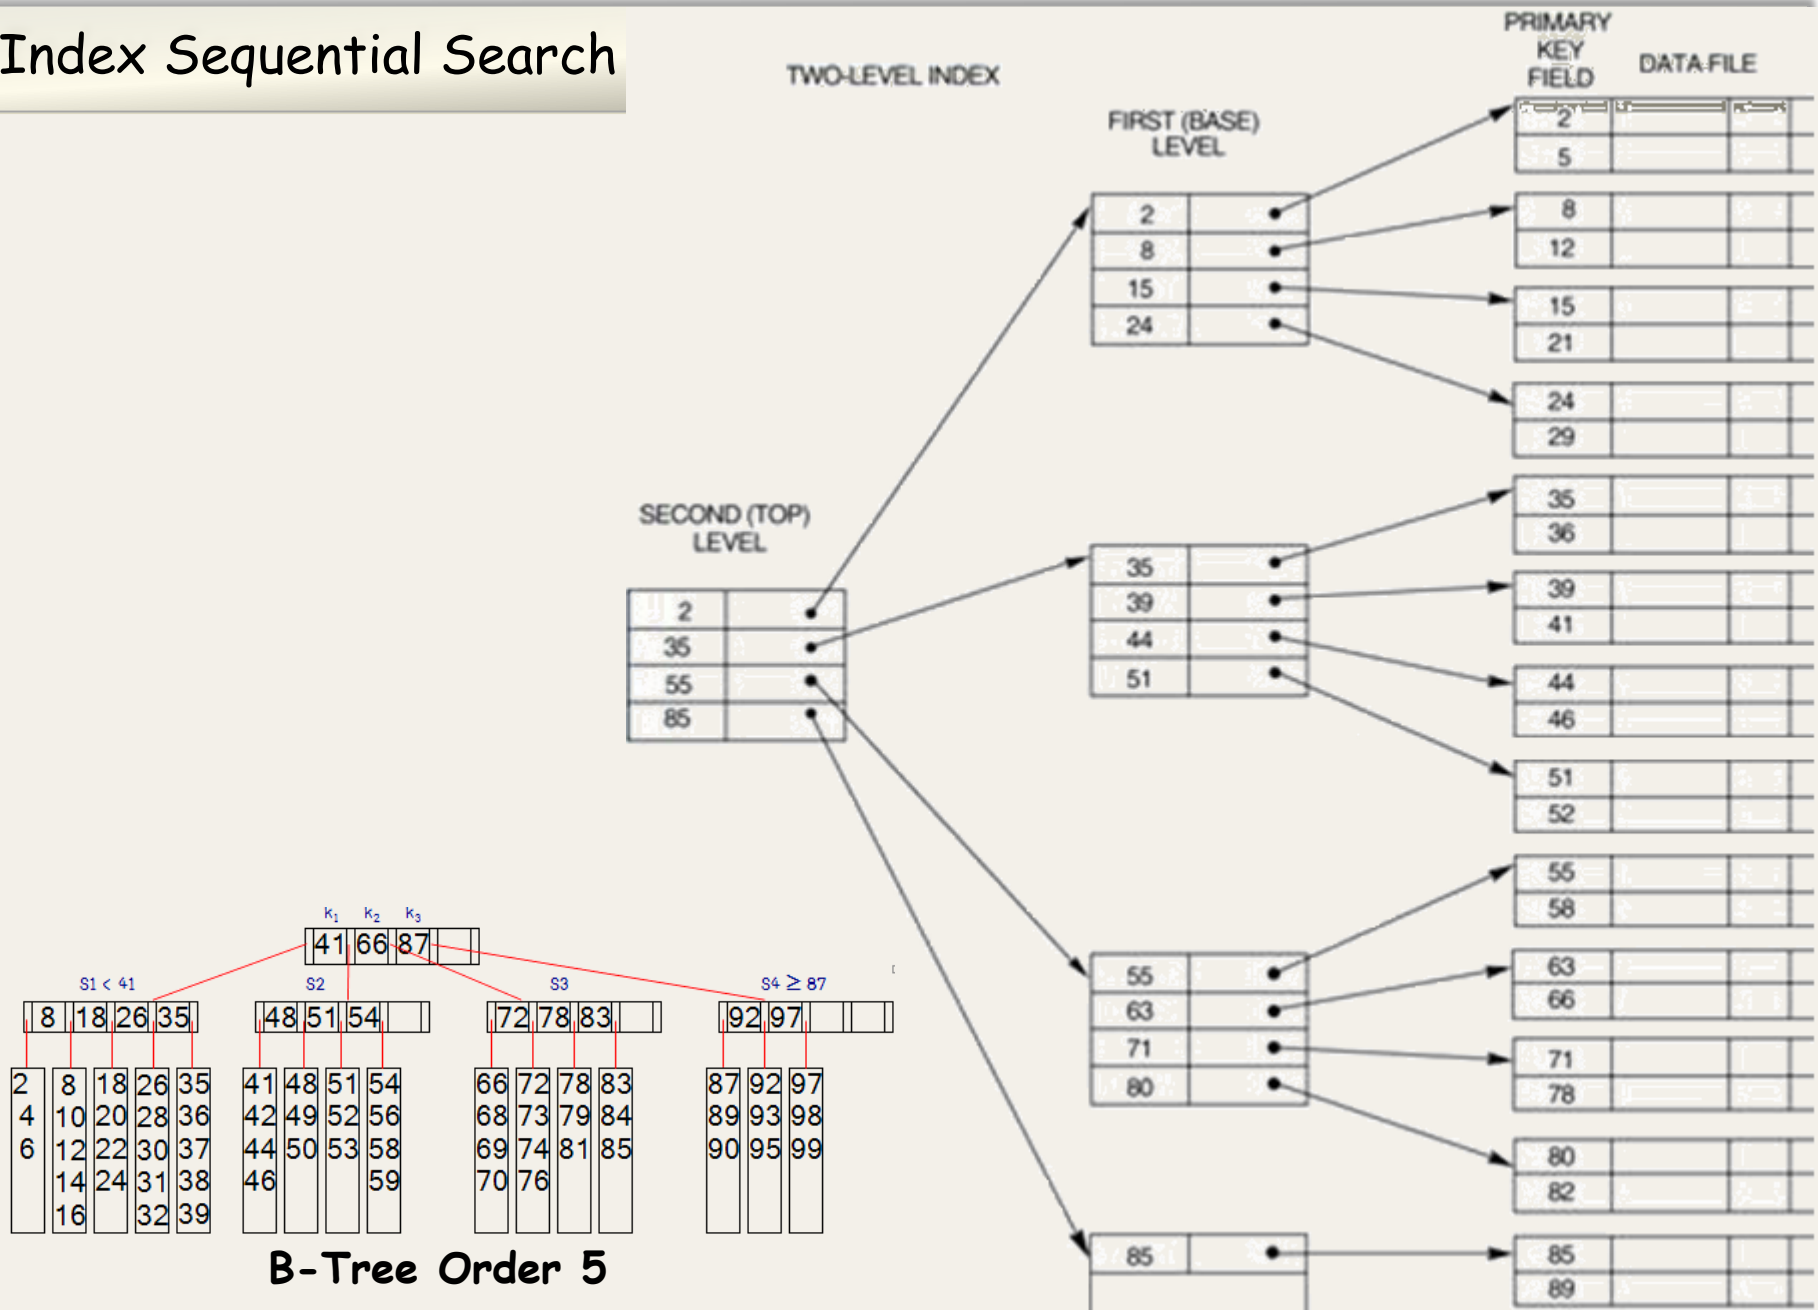 Index Sequential Search
TWO-LEVEL INDEX
PRIMARY
KEY
FIELD
DATA FILE
FIRST (BASE)
LEVEL
SECOND (TOP)
LEVEL
2
35
55
85
2
8
15
24
35
39
44
51
55
63
71
80
85
2
5
8
12
15
21
24
29
35
36
39
41
44
46
51
52
55
58
63
66
71
78
80
82
85
89
k1 k2 k3
41 66 87
S1 < 41 S2 S3 S4 ≥ 87
8 18 26 35 48 51 54 72 78 83 92 97
2 8 18 26 35 41 48 51 54 66 72 78 83 87 92 97
4 10 20 28 36 42 49 52 56 68 73 79 84 89 93 98
6 12 22 30 37 44 50 53 58 69 74 81 85 90 95 99
14 24 31 38 46 59 70 76
16 32 39
B-Tree Order 5